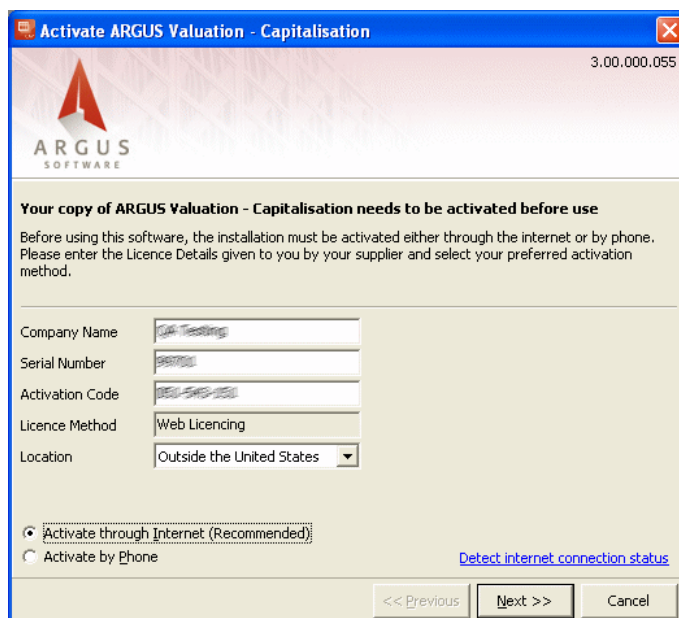 Activate ARGUS Valuation - Capitalisation
3.00.000.055
ARGUS
SOFTWARE
Your copy of ARGUS Valuation - Capitalisation needs to be activated before use
Before using this software, the installation must be activated either through the internet or by phone.
Please enter the Licence Details given to you by your supplier and select your preferred activation
method.
Company Name
Serial Number
Activation Code
Licence Method Web Licencing
Location Outside the United States
Activate through Internet (Recommended)
Activate by Phone Detect internet connection status
<< Previous Next >> Cancel